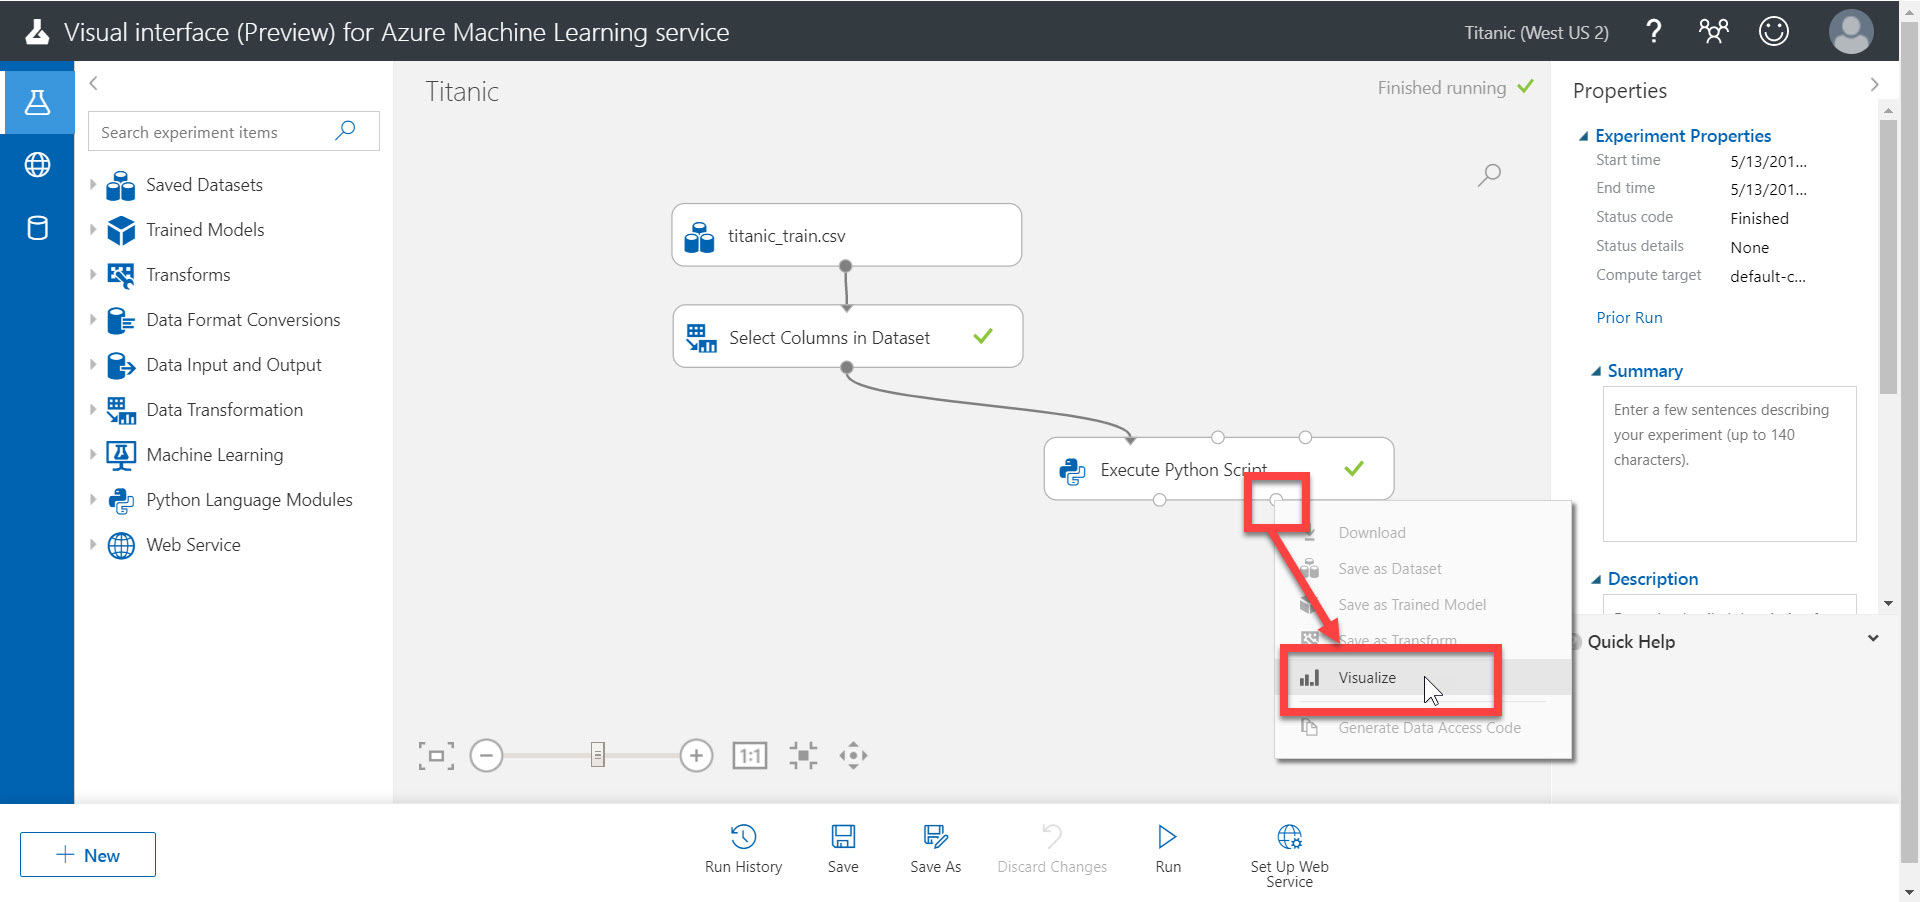 Visual interface (Preview) for Azure Machine Learning service
Titanic (West US 2)
?
Search experiment items
Saved Datasets
Trained Models
Transforms
Data Format Conversions
Data Input and Output
Data Transformation
Machine Learning
Python Language Modules
Web Service
Titanic
Finished running
titanic_train.csv
Select Columns in Dataset
Execute Python Script
Download
Save as Dataset
Save as Trained Model
Save as Transform
Visualize
Generate Data Access Code
1:1
Properties
Experiment Properties
Start time 5/13/201...
End time 5/13/201...
Status code Finished
Status details None
Compute target default-c...
Prior Run
Summary
Enter a few sentences describing
your experiment (up to 140
characters).
Description
Quick Help
New
Run History
Save
Save As
Discard Changes
Run
Set Up Web
Service